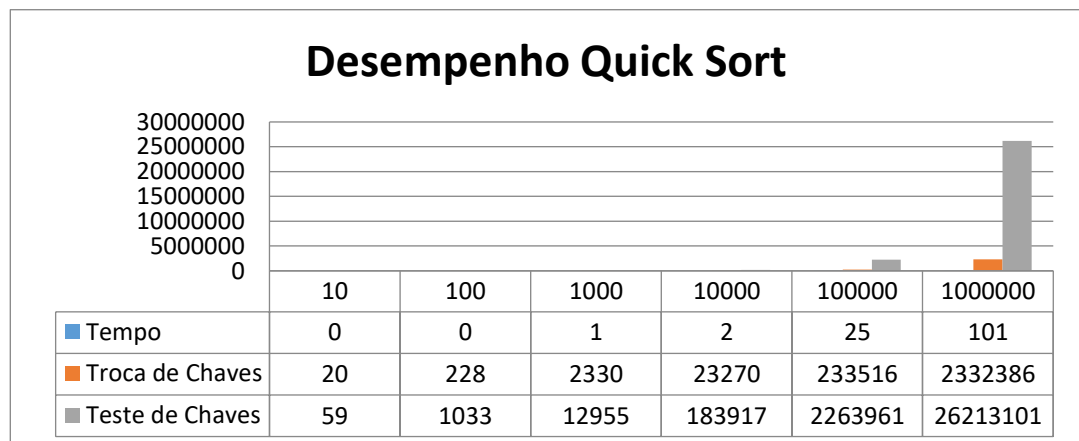 Desempenho Quick Sort
30000000
25000000
20000000
15000000
10000000
5000000
0
10 100 1000 10000 100000 1000000
Tempo 0 0 1 2 25 101
Troca de Chaves 20 228 2330 23270 233516 2332386
Teste de Chaves 59 1033 12955 183917 2263961 26213101